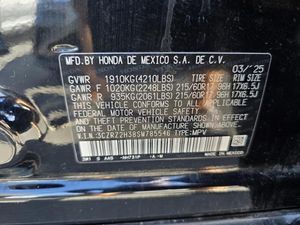 MFD. BY HONDA DE MEXICO S.A. DE C.V. 03/25
GVWR 1910KG(4210LBS) TIRE SIZE RIM SIZE
GAWR F 1020KG(2248LBS) 215/60R17 96H 17X6.5J
GAWR R 935KG(2061LBS) 215/60R17 96H 17X6.5J
THIS VEHICLE CONFORMS TO ALL APPLICABLE
FEDERAL MOTOR VEHICLE SAFETY AND
THEFT PREVENTION STANDARDS IN EFFECT ON
THE DATE OF MANUFACTURE SHOWN ABOVE.
TYPE:MPV
MADE IN MEXICO